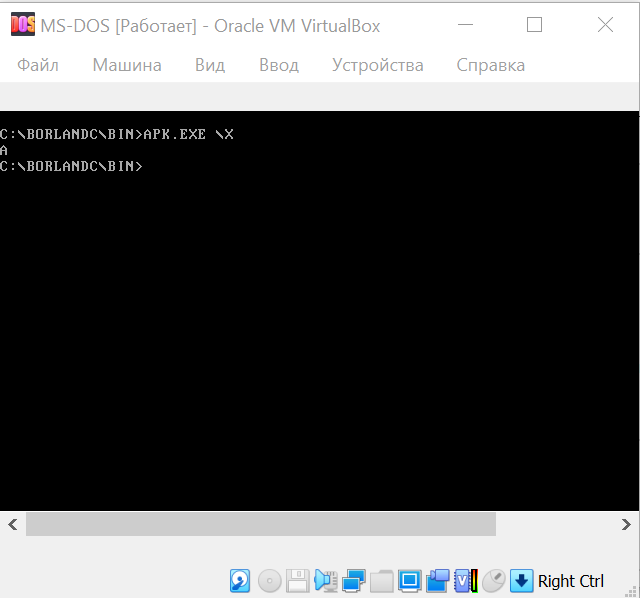 MS-DOS [Работает] - Oracle VM VirtualBox
Файл Машина Вид Ввод Устройства Справка
C:\BORLANDC\BIN>APK.EXE \X
A
C:\BORLANDC\BIN>
Right Ctrl